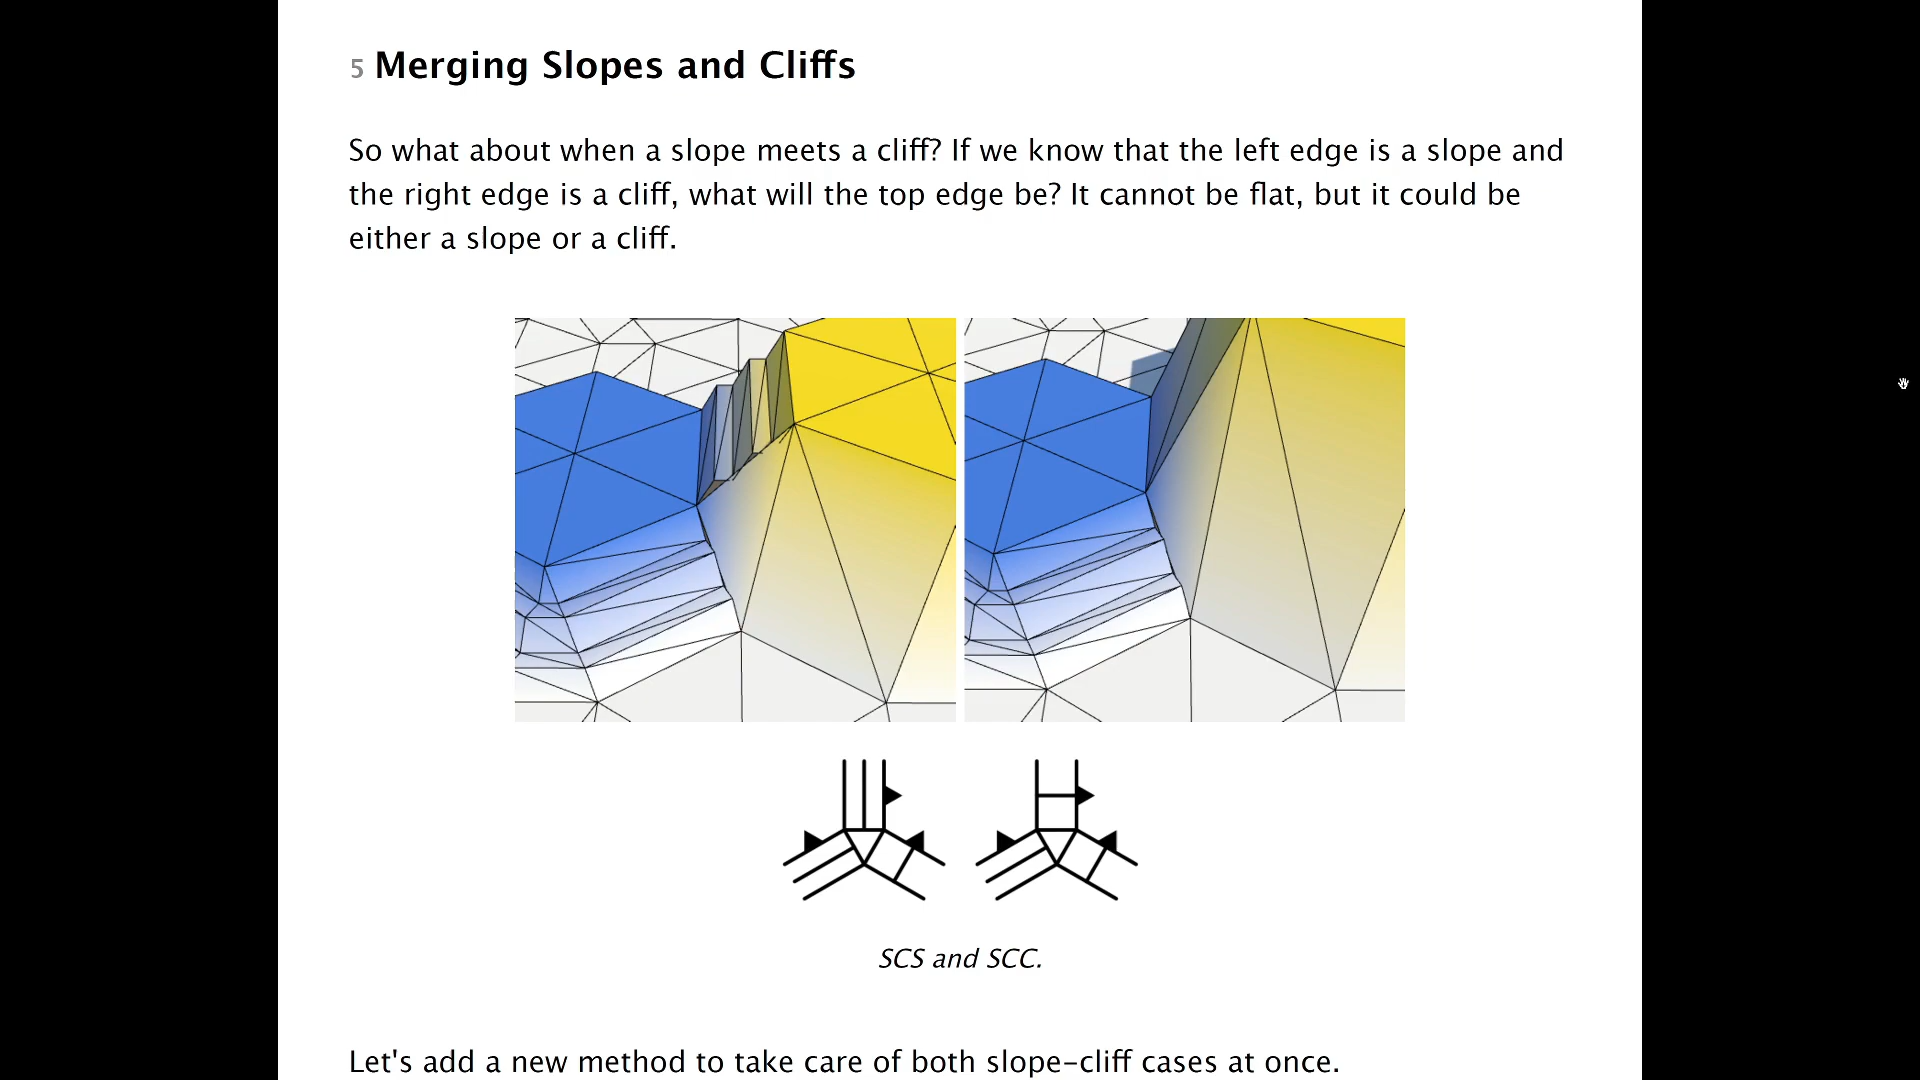 5 Merging Slopes and Cliffs
So what about when a slope meets a cliff? If we know that the left edge is a slope and
the right edge is a cliff, what will the top edge be? It cannot be flat, but it could be
either a slope or a cliff.
SCS and SCC.
Let's add a new method to take care of both slope–cliff cases at once.